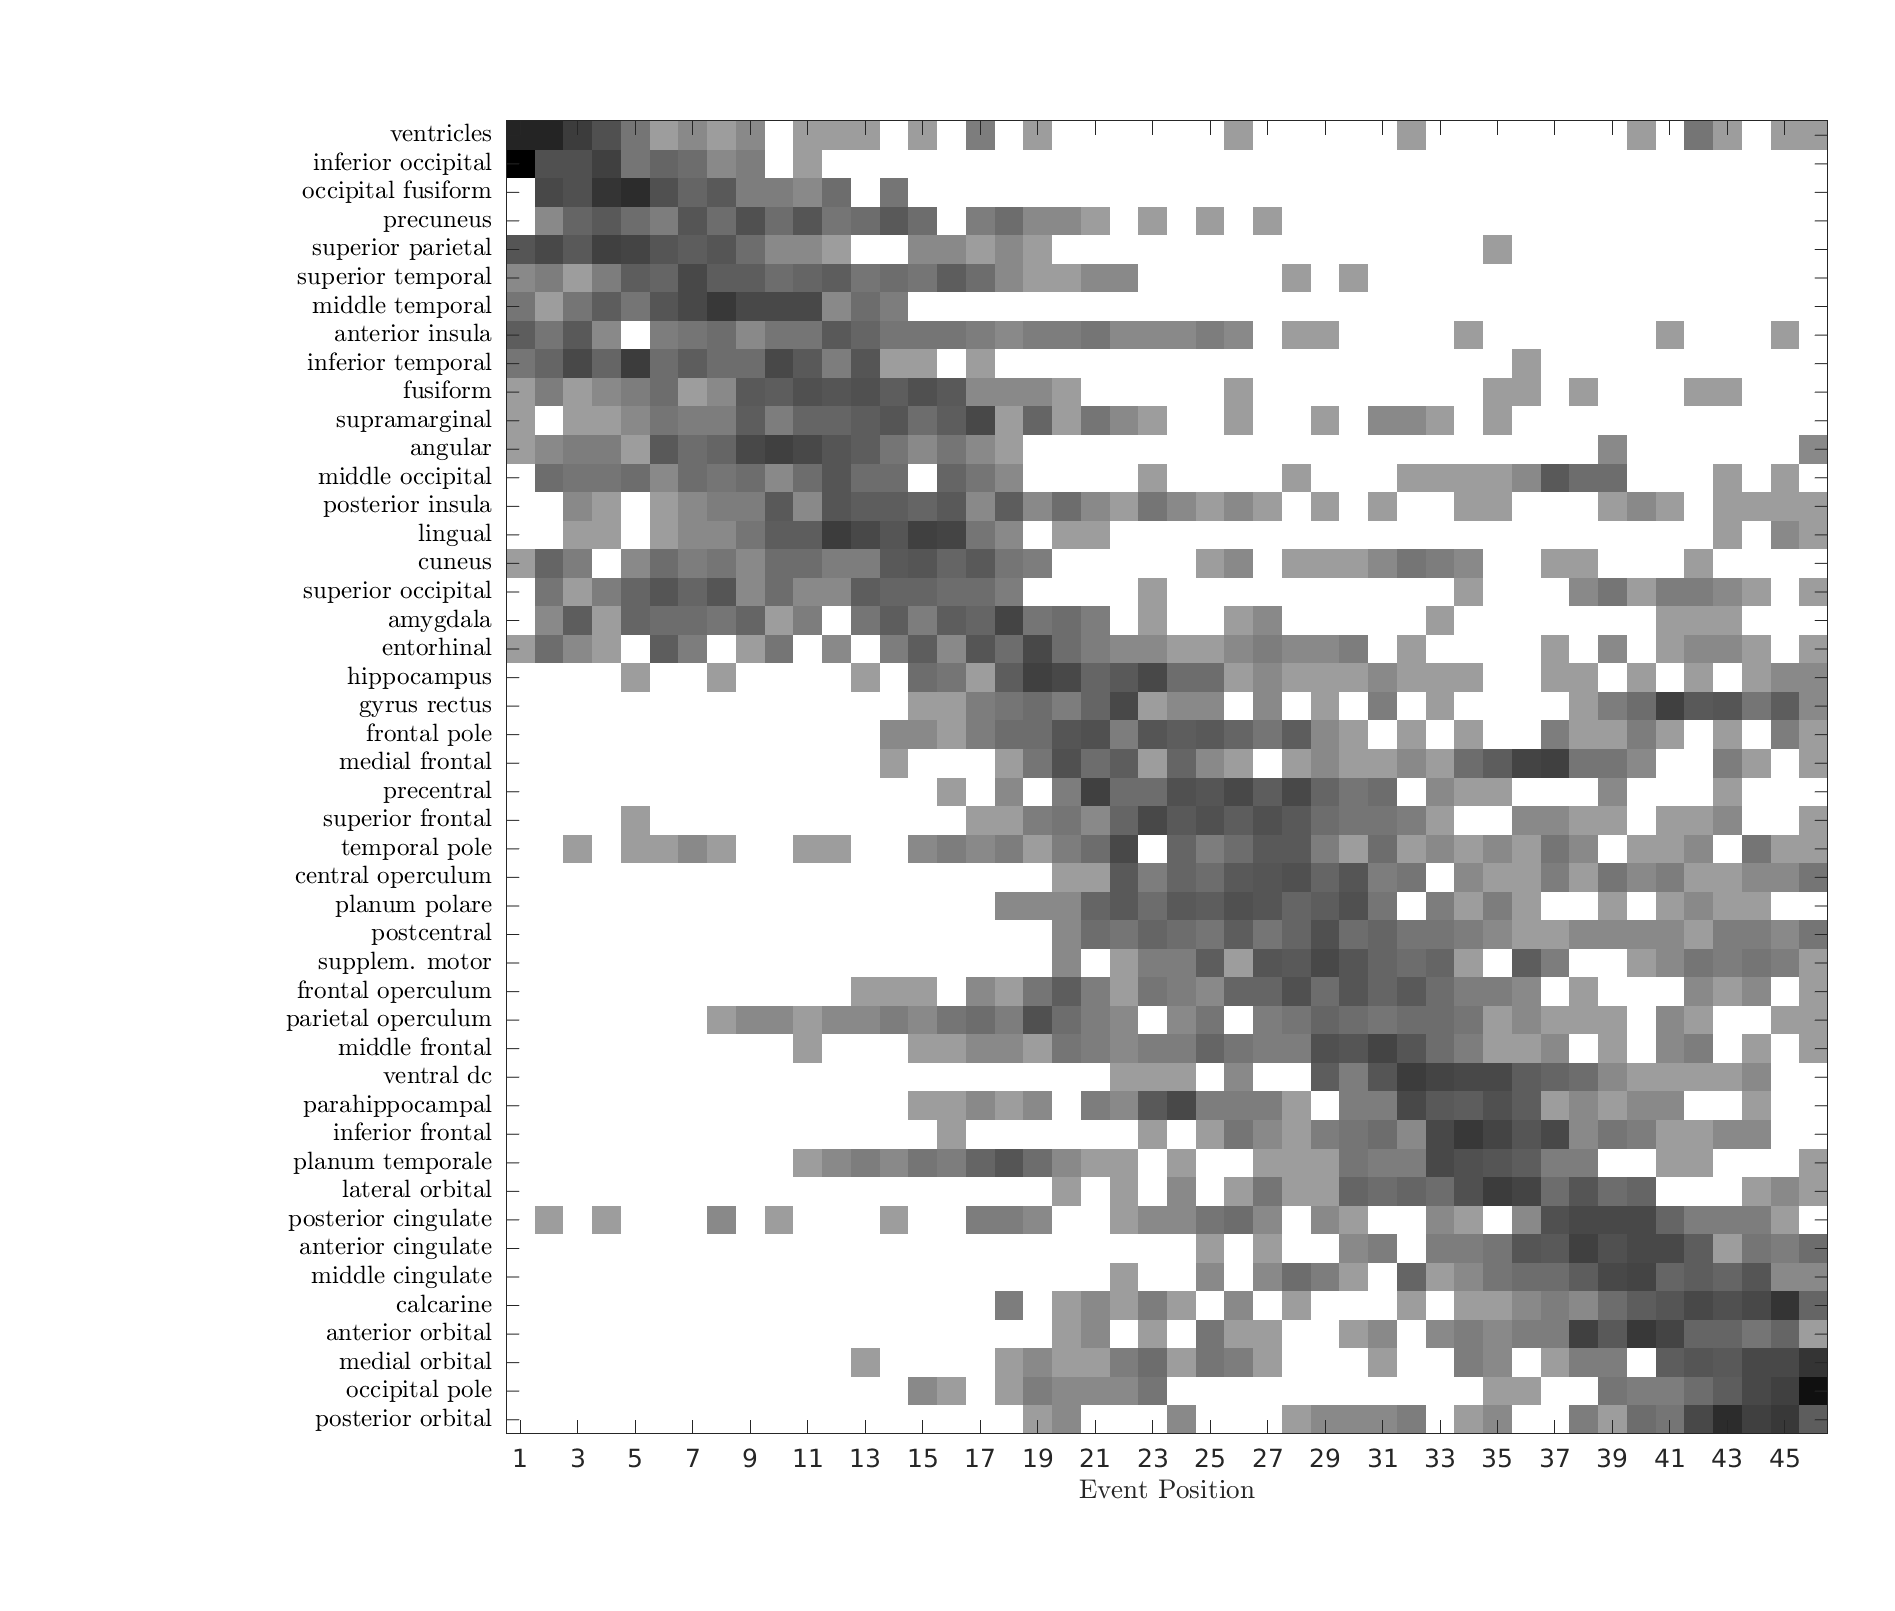 ventricles
inferior occipital
occipital fusiform
precuneus
superior parietal
superior temporal
middle temporal
anterior insula
inferior temporal
fusiform
supramarginal
angular
middle occipital
posterior insula
lingual
cuneus
superior occipital
amygdala
entorhinal
hippocampus
gyrus rectus
frontal pole
medial frontal
precentral
superior frontal
temporal pole
central operculum
planum polare
postcentral
supplem. motor
frontal operculum
parietal operculum
middle frontal
ventral dc
parahippocampal
inferior frontal
planum temporale
lateral orbital
posterior cingulate
anterior cingulate
middle cingulate
calcarine
anterior orbital
medial orbital
occipital pole
posterior orbital
1 3 5 7 9 11 13 15 17 19 21 23 25 27 29 31 33 35 37 39 41 43 45
Event Position